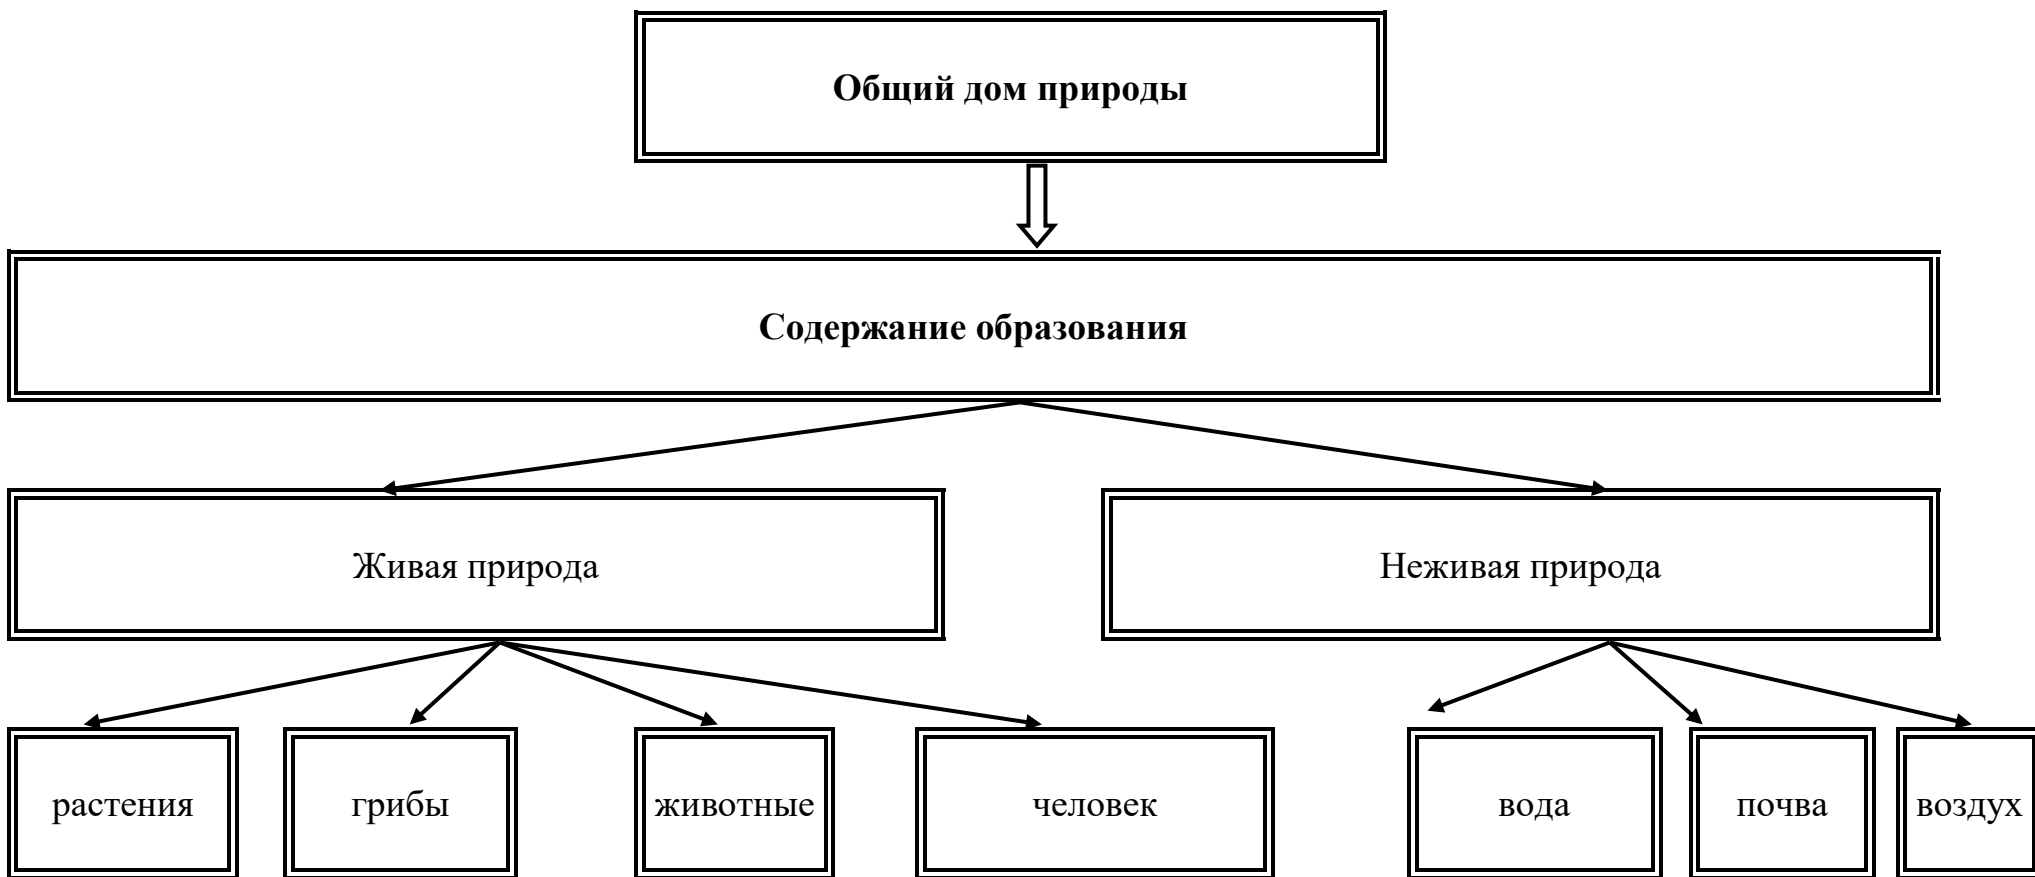 Общий дом природы
Содержание образования
Живая природа
Неживая природа
растения
грибы
животные
человек
вода
почва
воздух